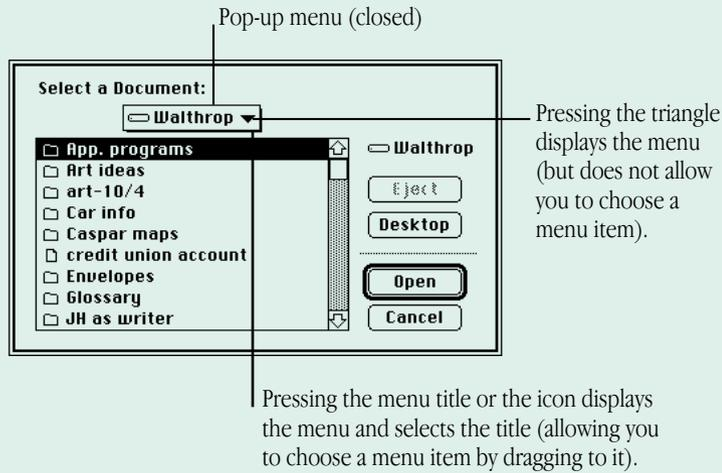 Pop-up menu (closed)
Select a Document:
Walthrop
App. programs
Art ideas
art-10/4
Car info
Caspar maps
credit union account
Envelopes
Glossary
JH as writer
Walthrop
Eject
Desktop
Open
Cancel
Pressing the triangle
displays the menu
(but does not allow
you to choose a
menu item).
Pressing the menu title or the icon displays
the menu and selects the title (allowing you
to choose a menu item by dragging to it).